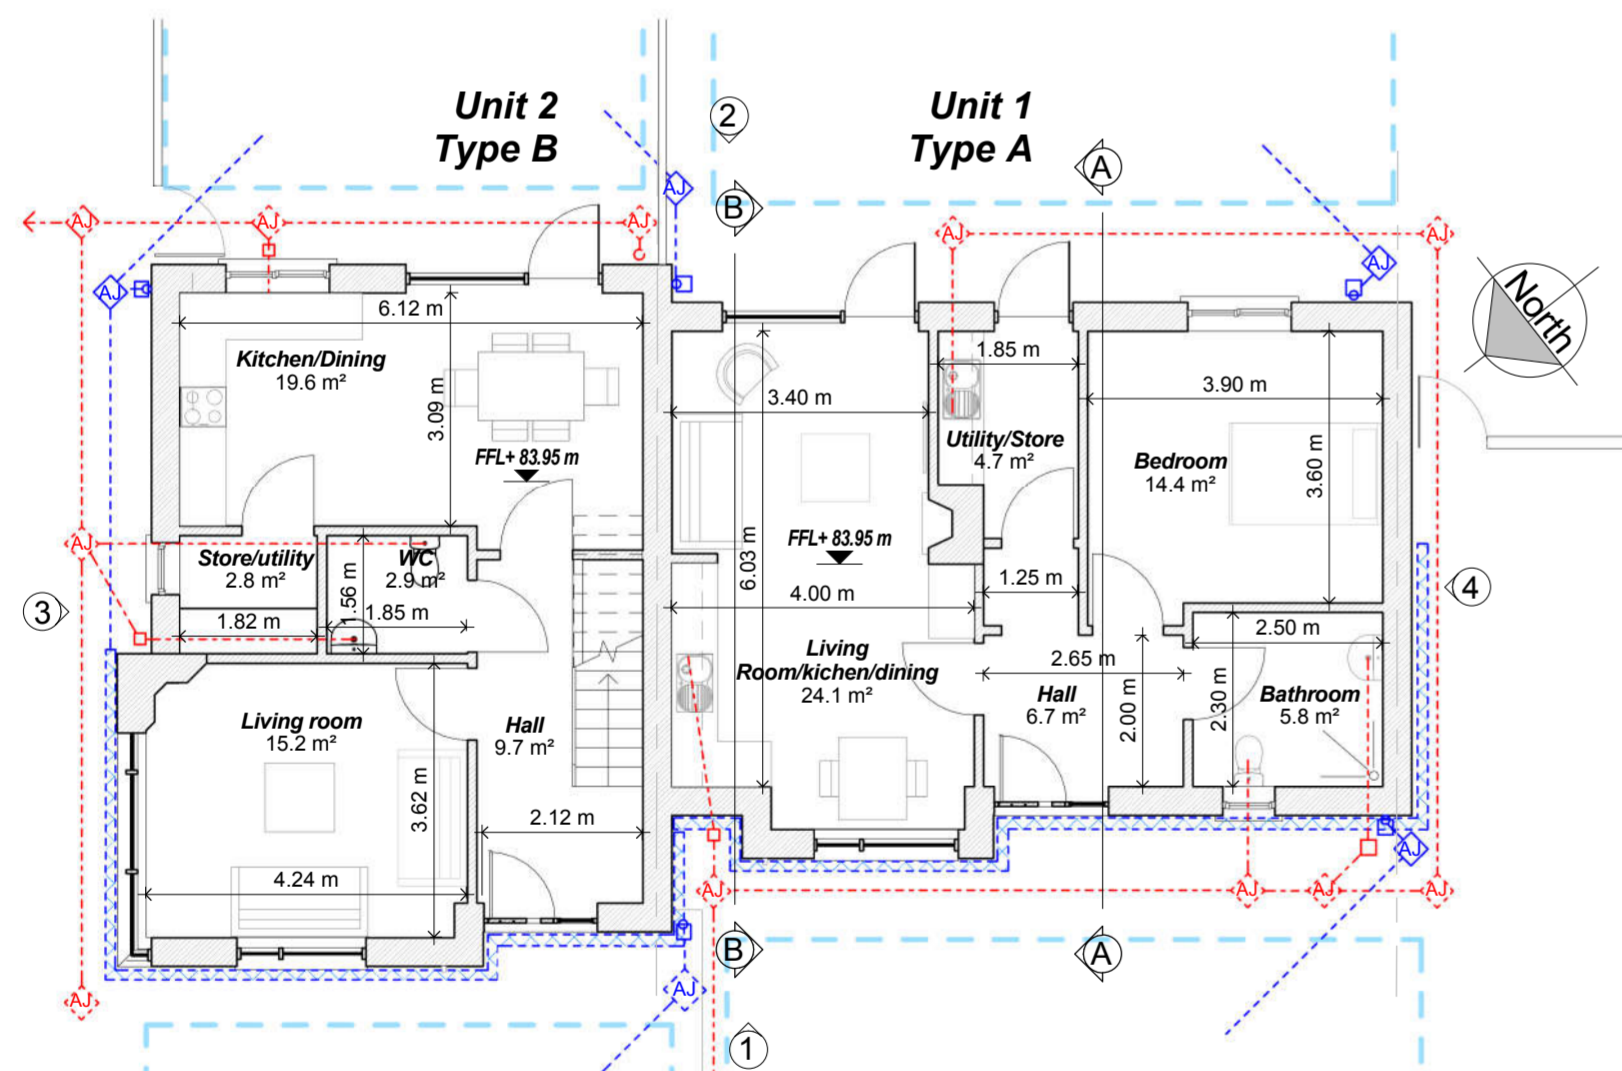 Unit 2
Type B
Unit 1
Type A
2
A
B
AJ
AJ
AJ
AJ
AJ
AJ
AJ
AJ
North
6.12 m
Kitchen/Dining
19.6 m²
3.09 m
FFL+ 83.95 m
3.40 m
1.85 m
Utility/Store
4.7 m²
3.90 m
Bedroom
14.4 m²
3.60 m
AJ
Store/utility
2.8 m²
WC
2.9 m²
1.56 m
1.82 m
1.85 m
6.03 m
FFL+ 83.95 m
4.00 m
1.25 m
3
4
Living
Room/kichen/dining
24.1 m²
2.65 m
Hall
6.7 m²
2.00 m
2.50 m
2.30 m
Bathroom
5.8 m²
Living room
15.2 m²
Hall
9.7 m²
3.62 m
2.12 m
4.24 m
AJ
AJ
AJ
AJ
AJ
B
A
AJ
AJ
1